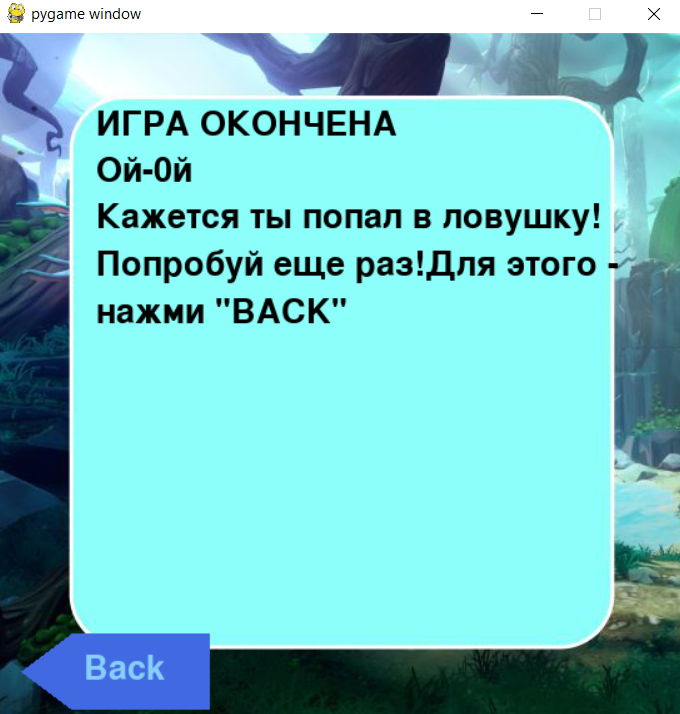 pygame window
ИГРА ОКОНЧЕНА
Ой-0й
Кажется ты попал в ловушку!
Попробуй еще раз!Для этого -
нажми "BACK"
Back